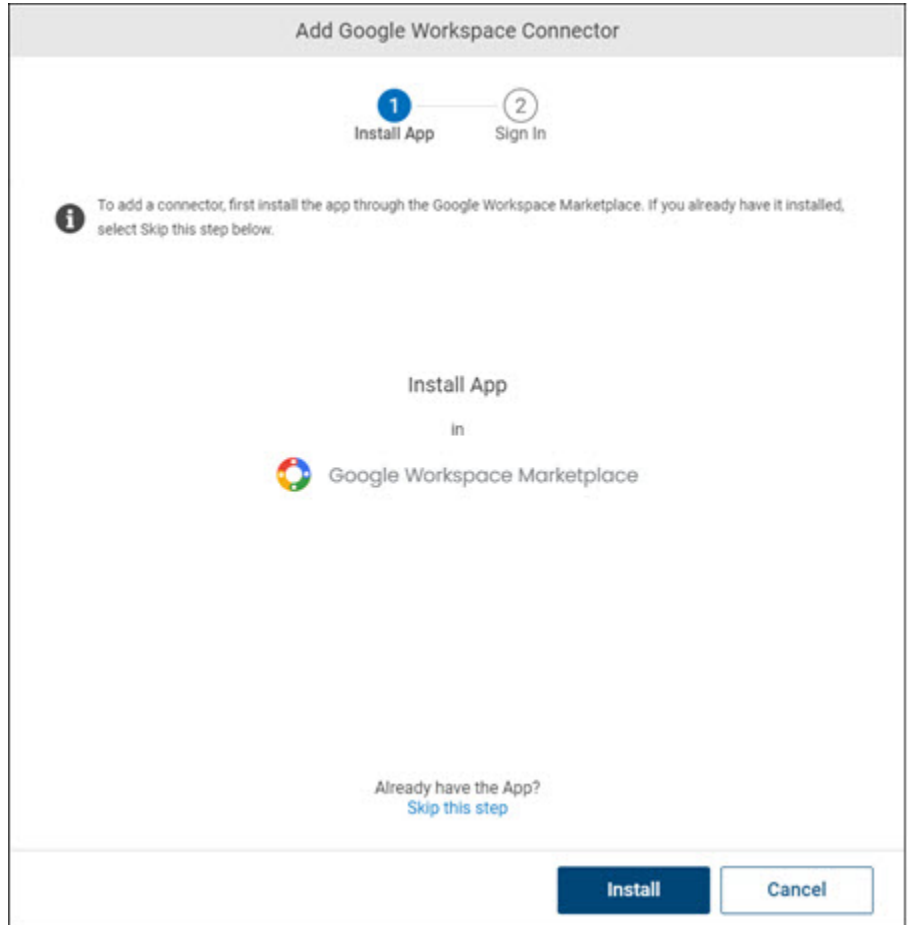 Add Google Workspace Connector
1 2
Install App Sign In
To add a connector, first install the app through the Google Workspace Marketplace. If you already have it installed,
select Skip this step below.
Install App
in
Google Workspace Marketplace
Already have the App?
Skip this step
Install Cancel